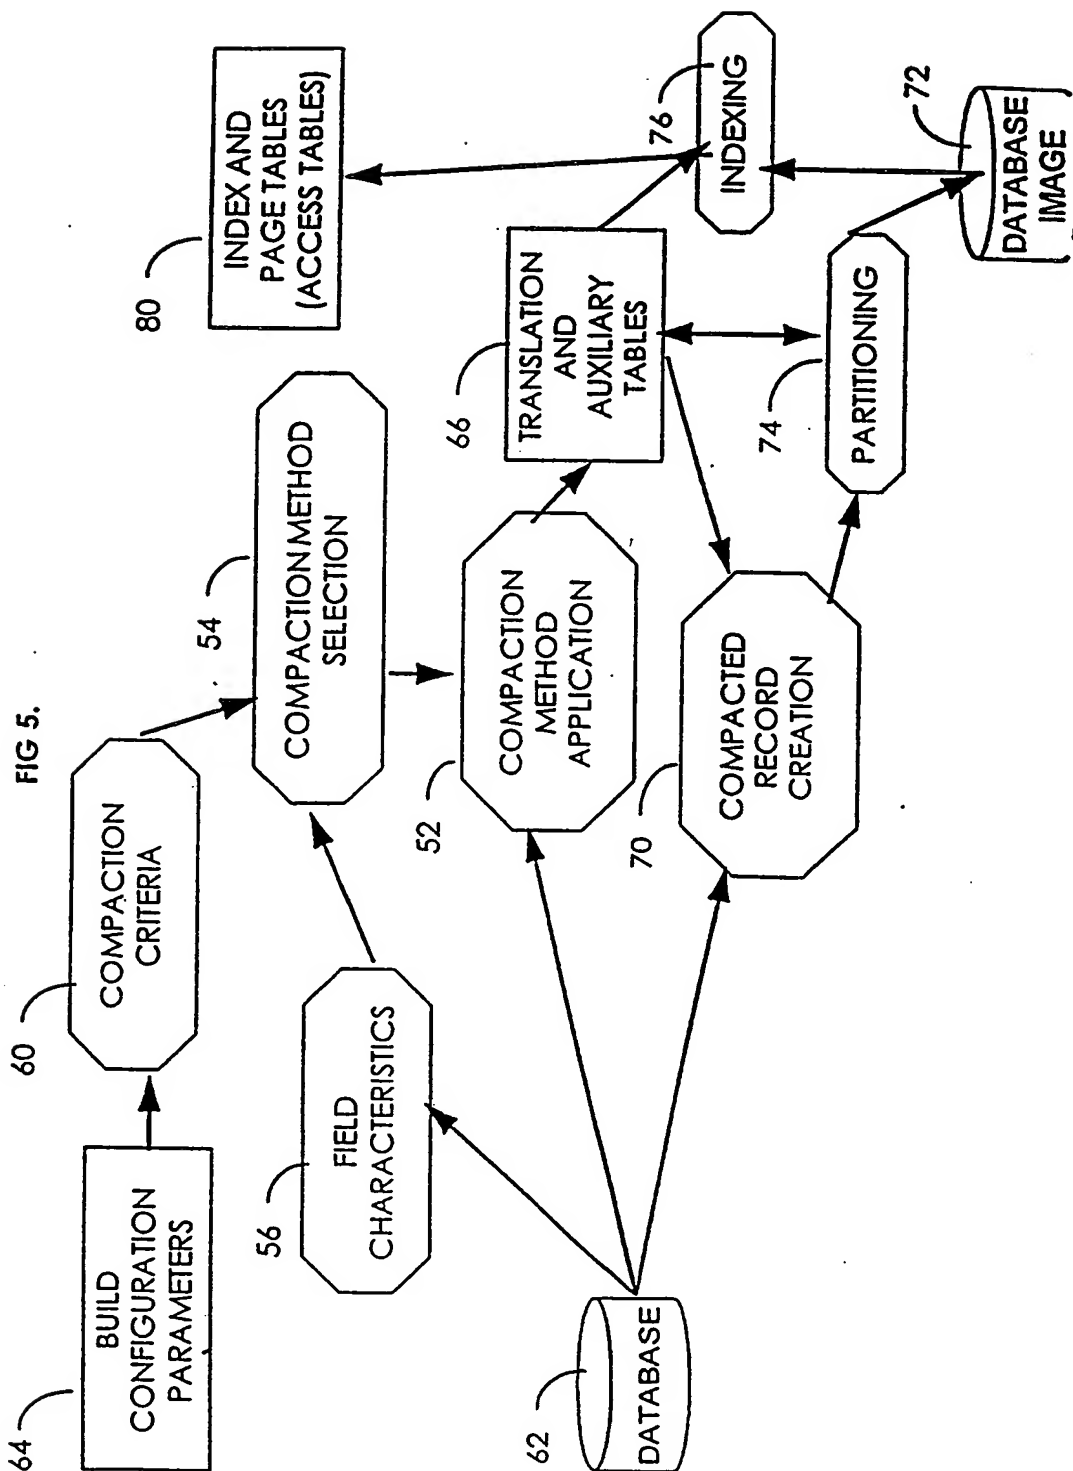 FIG 5.
64
BUILD
CONFIGURATION
PARAMETERS
60
COMPACTION
CRITERIA
54
COMPACTION METHOD
SELECTION
80
INDEX AND
PAGE TABLES
(ACCESS TABLES)
56
FIELD
CHARACTERISTICS
52
COMPACTION
METHOD
APPLICATION
66
TRANSLATION
AND
AUXILIARY
TABLES
76
INDEXING
62
DATABASE
70
COMPACTED
RECORD
CREATION
74
PARTITIONING
72
DATABASE
IMAGE